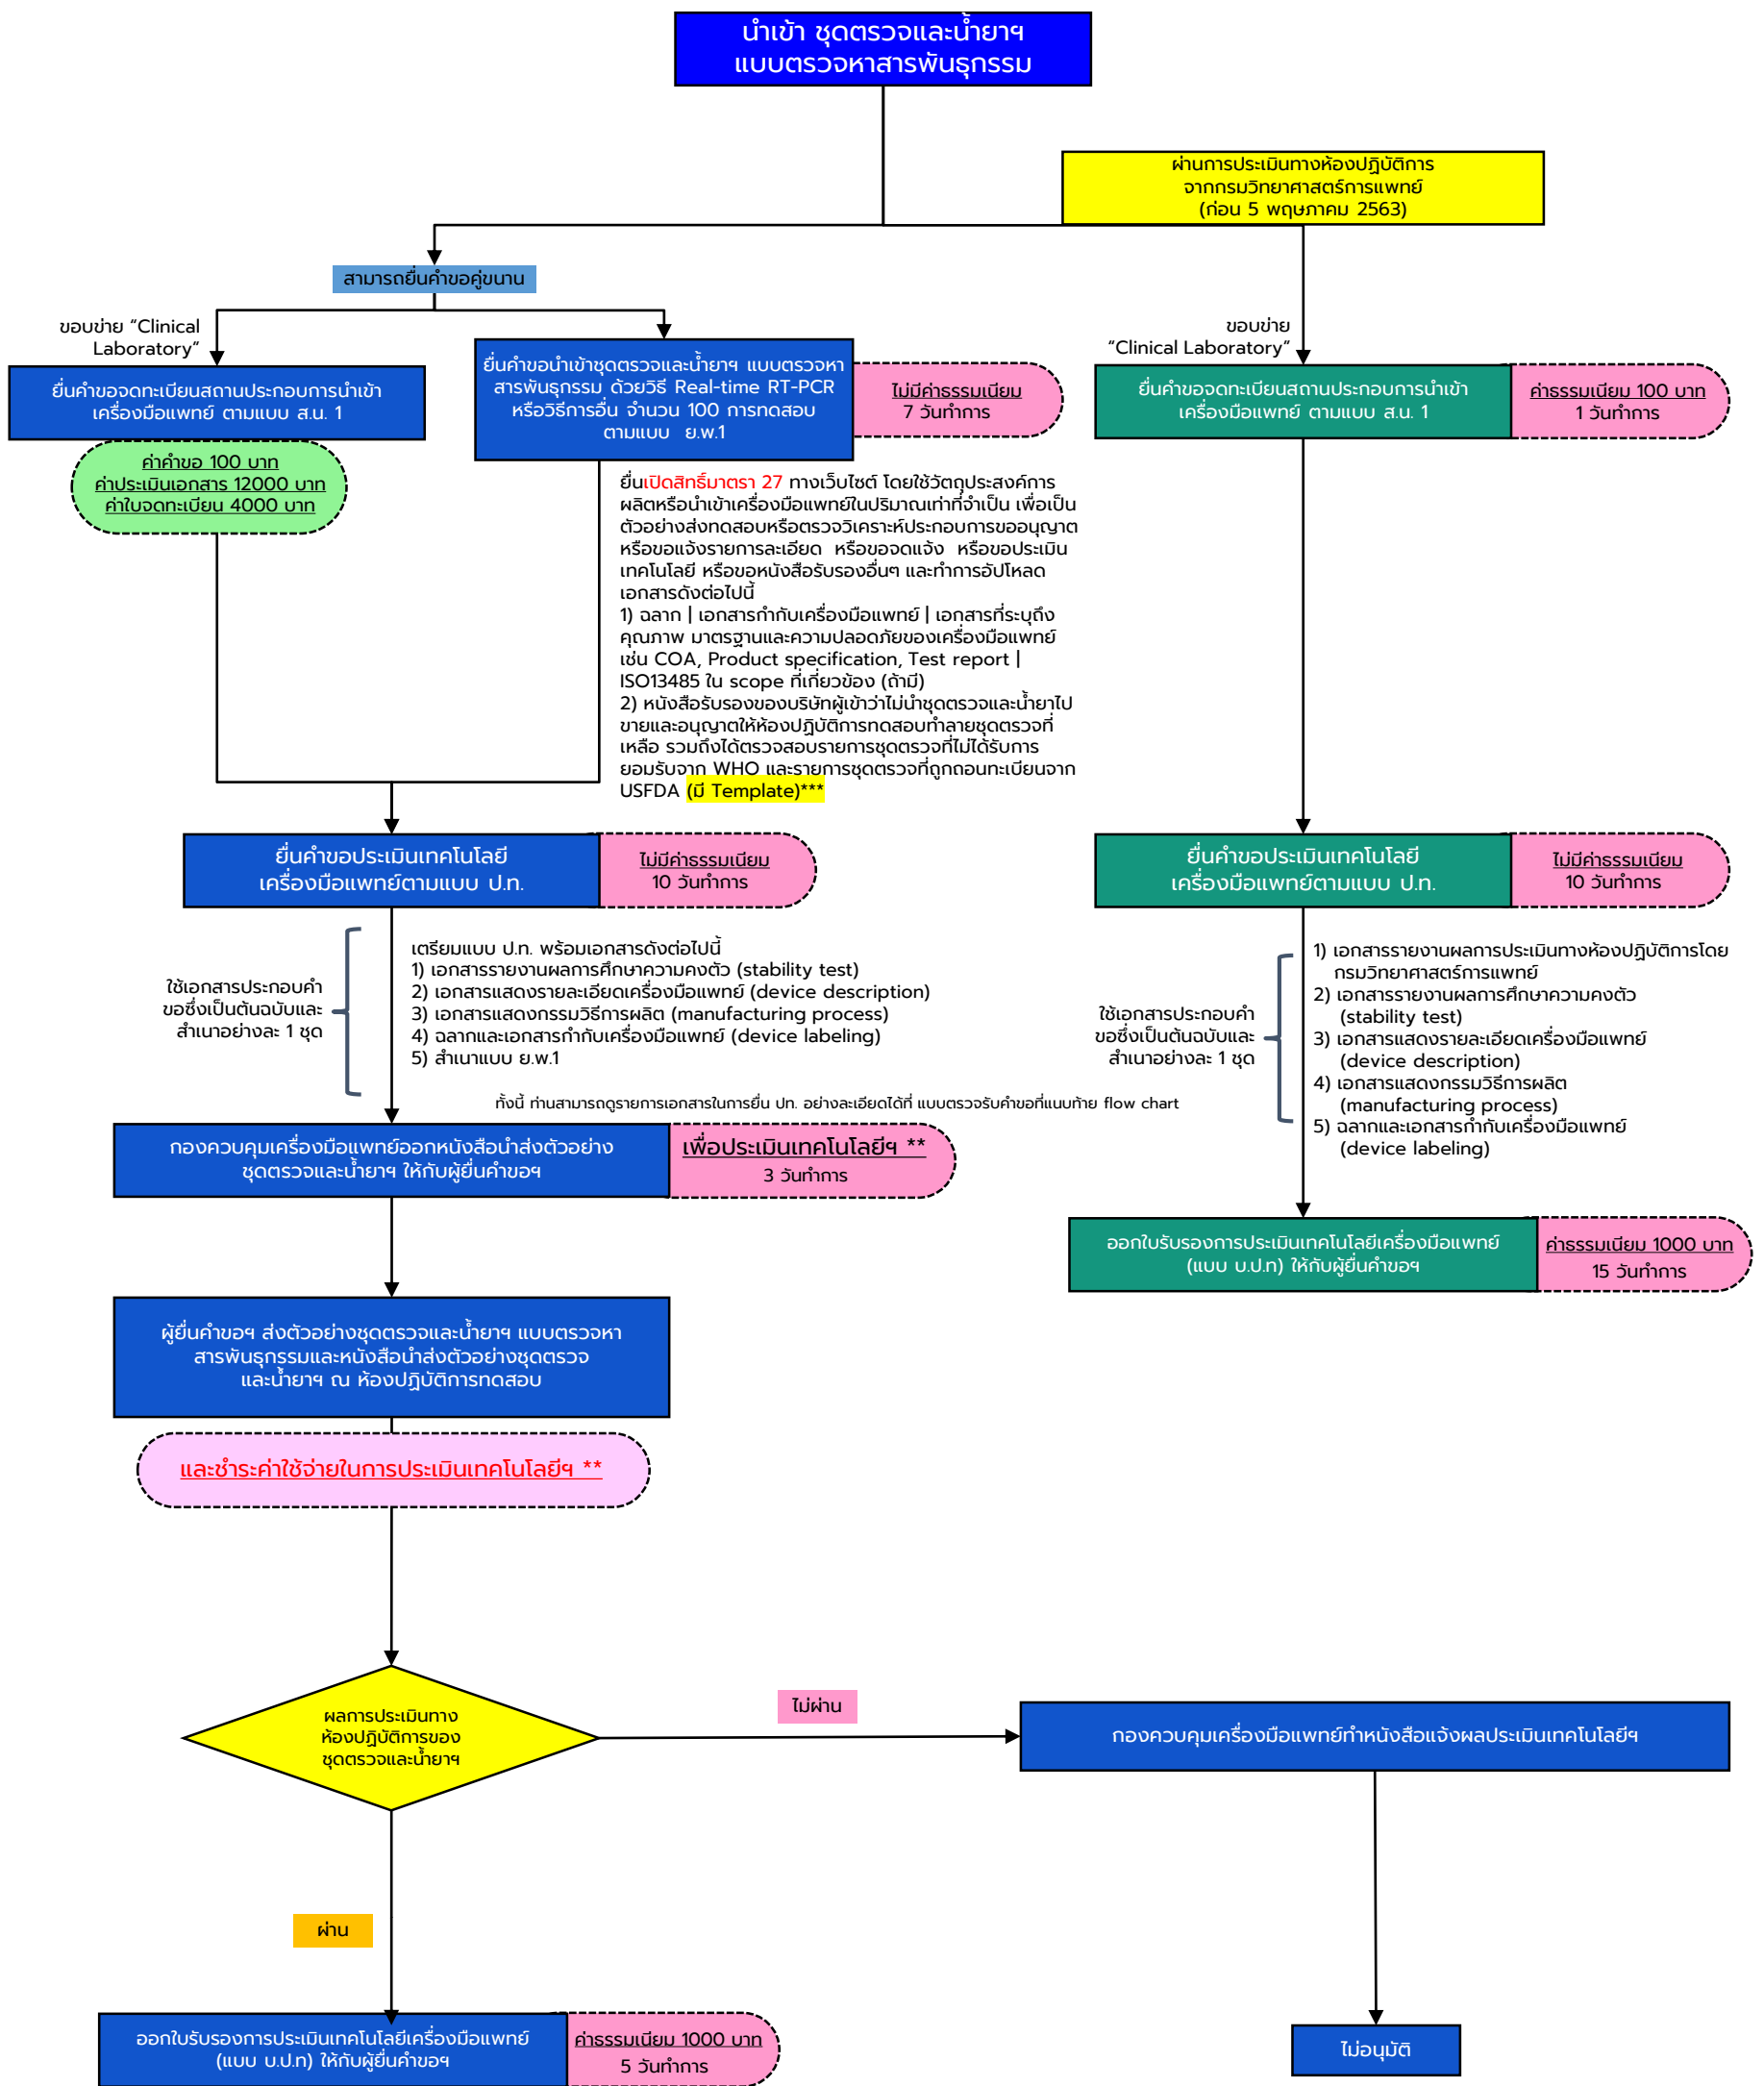 นำเข้า ชุดตรวจและน้ำยาฯ
แบบตรวจหาสารพันธุกรรม
ผ่านการประเมินทางห้องปฏิบัติการ
จากกรมวิทยาศาสตร์การแพทย์
(ก่อน 5 พฤษภาคม 2563)
สามารถยื่นคำขอคู่ขนาน
ขอบข่าย “Clinical
Laboratory”
ยื่นคำขอจดทะเบียนสถานประกอบการนำเข้า
เครื่องมือแพทย์ ตามแบบ ส.น. 1
ค่าคำขอ 100 บาท
ค่าประเมินเอกสาร 12000 บาท
ค่าใบจดทะเบียน 4000 บาท
ยื่นคำขอนำเข้าชุดตรวจและน้ำยาฯ แบบตรวจหา
สารพันธุกรรม ด้วยวิธี Real-time RT-PCR
หรือวิธีการอื่น จำนวน 100 การทดสอบ
ตามแบบ ย.พ.1
ไม่มีค่าธรรมเนียม
7 วันทำการ
ขอบข่าย
“Clinical Laboratory”
ยื่นคำขอจดทะเบียนสถานประกอบการนำเข้า
เครื่องมือแพทย์ ตามแบบ ส.น. 1
ค่าธรรมเนียม 100 บาท
1 วันทำการ
ยื่นเปิดสิทธิ์มาตรา 27 ทางเว็บไซต์ โดยใช้วัตถุประสงค์การ
ผลิตหรือนำเข้าเครื่องมือแพทย์ในปริมาณเท่าที่จำเป็น เพื่อเป็น
ตัวอย่างส่งทดสอบหรือตรวจวิเคราะห์ประกอบการขออนุญาต
หรือขอแจ้งรายการละเอียด หรือขอจดแจ้ง หรือขอประเมิน
เทคโนโลยี หรือขอหนังสือรับรองอื่นๆ และทำการอัปโหลด
เอกสารดังต่อไปนี้
1) ฉลาก | เอกสารกำกับเครื่องมือแพทย์ | เอกสารที่ระบุถึง
คุณภาพ มาตรฐานและความปลอดภัยของเครื่องมือแพทย์
เช่น COA, Product specification, Test report |
ISO13485 ใน scope ที่เกี่ยวข้อง (ถ้ามี)
2) หนังสือรับรองของบริษัทผู้เข้าว่าไม่นำชุดตรวจและน้ำยาไป
ขายและอนุญาตให้ห้องปฏิบัติการทดสอบทำลายชุดตรวจที่
เหลือ รวมถึงได้ตรวจสอบรายการชุดตรวจที่ไม่ได้รับการ
ยอมรับจาก WHO และรายการชุดตรวจที่ถูกถอนทะเบียนจาก
USFDA (มี Template)***
ยื่นคำขอประเมินเทคโนโลยี
เครื่องมือแพทย์ตามแบบ ป.ท.
ไม่มีค่าธรรมเนียม
10 วันทำการ
ยื่นคำขอประเมินเทคโนโลยี
เครื่องมือแพทย์ตามแบบ ป.ท.
ไม่มีค่าธรรมเนียม
10 วันทำการ
ใช้เอกสารประกอบคำ
ขอซึ่งเป็นต้นฉบับและ
สำเนาอย่างละ 1 ชุด
เตรียมแบบ ป.ท. พร้อมเอกสารดังต่อไปนี้
1) เอกสารรายงานผลการศึกษาความคงตัว (stability test)
2) เอกสารแสดงรายละเอียดเครื่องมือแพทย์ (device description)
3) เอกสารแสดงกรรมวิธีการผลิต (manufacturing process)
4) ฉลากและเอกสารกำกับเครื่องมือแพทย์ (device labeling)
5) สำเนาแบบ ย.พ.1
ทั้งนี้ ท่านสามารถดูรายการเอกสารในการยื่น ปท. อย่างละเอียดได้ที่ แบบตรวจรับคำขอที่แนบท้าย flow chart
ใช้เอกสารประกอบคำ
ขอซึ่งเป็นต้นฉบับและ
สำเนาอย่างละ 1 ชุด
1) เอกสารรายงานผลการประเมินทางห้องปฏิบัติการโดย
กรมวิทยาศาสตร์การแพทย์
2) เอกสารรายงานผลการศึกษาความคงตัว
(stability test)
3) เอกสารแสดงรายละเอียดเครื่องมือแพทย์
(device description)
4) เอกสารแสดงกรรมวิธีการผลิต
(manufacturing process)
5) ฉลากและเอกสารกำกับเครื่องมือแพทย์
(device labeling)
กองควบคุมเครื่องมือแพทย์ออกหนังสือนำส่งตัวอย่าง
ชุดตรวจและน้ำยาฯ ให้กับผู้ยื่นคำขอฯ
เพื่อประเมินเทคโนโลยีฯ **
3 วันทำการ
ออกใบรับรองการประเมินเทคโนโลยีเครื่องมือแพทย์
(แบบ บ.ป.ท) ให้กับผู้ยื่นคำขอฯ
ค่าธรรมเนียม 1000 บาท
15 วันทำการ
ผู้ยื่นคำขอฯ ส่งตัวอย่างชุดตรวจและน้ำยาฯ แบบตรวจหา
สารพันธุกรรมและหนังสือนำส่งตัวอย่างชุดตรวจ
และน้ำยาฯ ณ ห้องปฏิบัติการทดสอบ
และชำระค่าใช้จ่ายในการประเมินเทคโนโลยีฯ **
ผลการประเมินทาง
ห้องปฏิบัติการของ
ชุดตรวจและน้ำยาฯ
ไม่ผ่าน
กองควบคุมเครื่องมือแพทย์ทำหนังสือแจ้งผลประเมินเทคโนโลยีฯ
ผ่าน
ออกใบรับรองการประเมินเทคโนโลยีเครื่องมือแพทย์
(แบบ บ.ป.ท) ให้กับผู้ยื่นคำขอฯ
ค่าธรรมเนียม 1000 บาท
5 วันทำการ
ไม่อนุมัติ